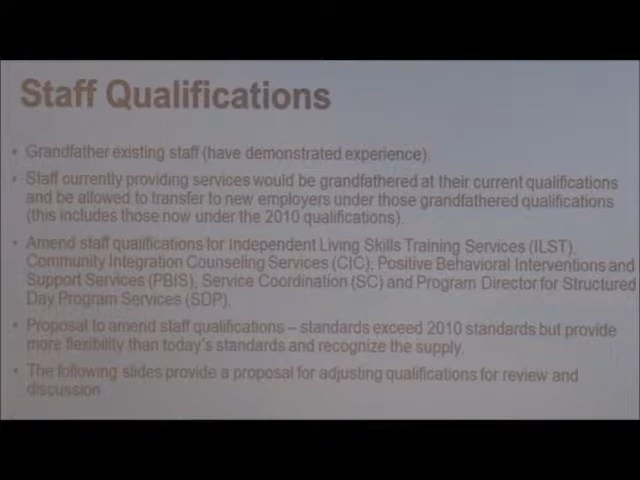 Staff Qualifications
• Grandfather existing staff (have demonstrated experience).
• Staff currently providing services would be grandfathered at their current qualifications
and be allowed to transfer to new employers under those grandfathered qualifications
(this includes those now under the 2010 qualifications).
• Amend staff qualifications for Independent Living Skills Training Services (ILST),
Community Integration Counseling Services (CIC), Positive Behavioral Interventions and
Support Services (PBIS), Service Coordination (SC) and Program Director for Structured
Day Program Services (SDP).
• Proposal to amend staff qualifications – standards exceed 2010 standards but provide
more flexibility than today's standards and recognize the supply.
• The following slides provide a proposal for adjusting qualifications for review and
discussion